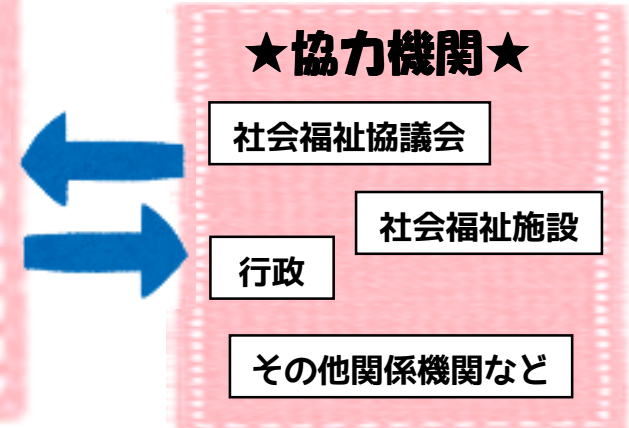 ★協力機関★
社会福祉協議会
社会福祉施設
行政
その他関係機関など